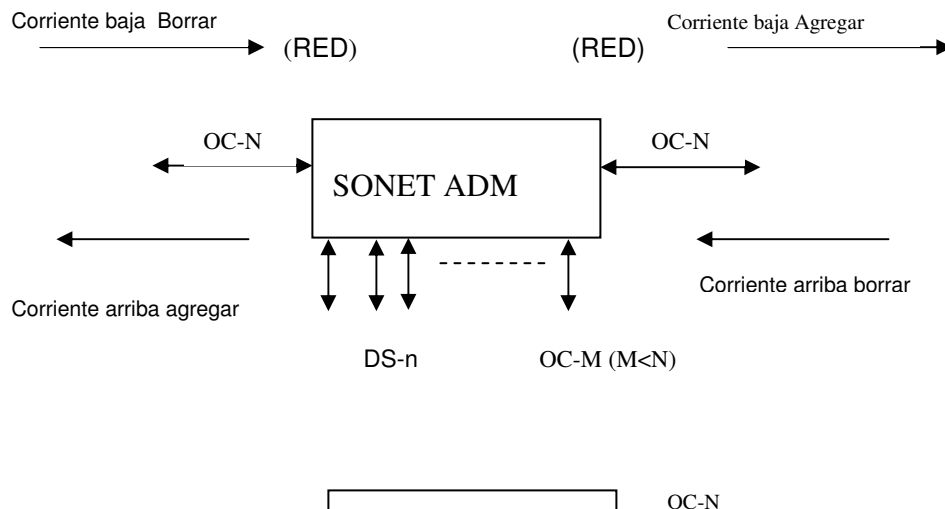 Corriente baja Borrar
(RED)
(RED)
Corriente baja Agregar
OC-N
OC-N
SONET ADM
Corriente arriba agregar
Corriente arriba borrar
DS-n
OC-M (M<N)
OC-N